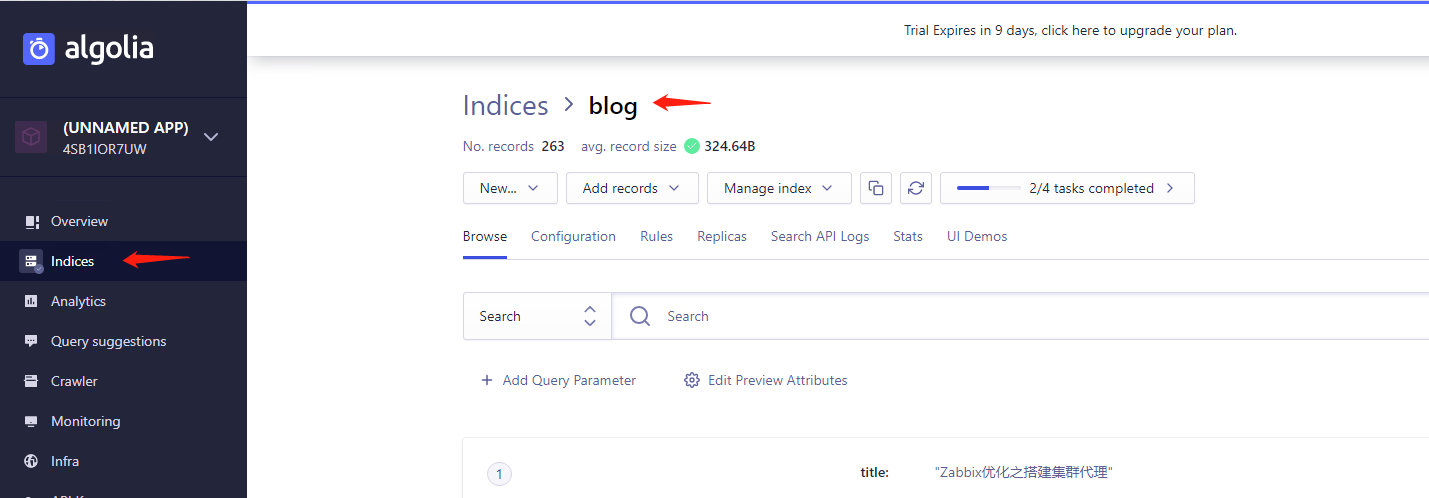 algolia
Trial Expires in 9 days, click here to upgrade your plan.
(UNNAMED APP)
4SB1IOR7UW
Overview
Indices
Analytics
Query suggestions
Crawler
Monitoring
Infra
Indices > blog
No. records 263 avg. record size 324.64B
New... Add records Manage index 2/4 tasks completed
Browse Configuration Rules Replicas Search API Logs Stats UI Demos
Search Search
+ Add Query Parameter Edit Preview Attributes
1 title: "Zabbix优化之搭建集群代理"